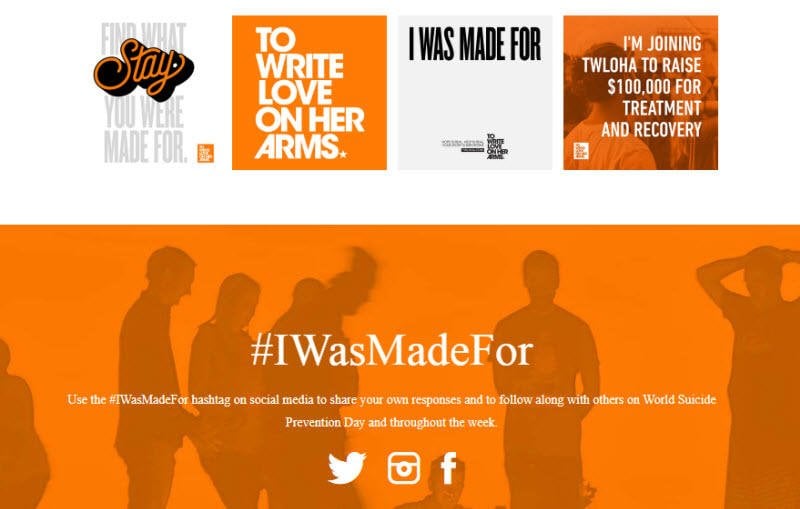 FIND WHAT
Stay.
YOU WERE
MADE FOR.
TO
WRITE
LOVE
ON HER
ARMS.
I WAS MADE FOR
TO
WRITE
LOVE
ON HER
ARMS.
I'M JOINING
TWLOHA TO RAISE
$100,000 FOR
TREATMENT
AND RECOVERY
#IWasMadeFor
Use the #IWasMadeFor hashtag on social media to share your own responses and to follow along with others on World Suicide
Prevention Day and throughout the week.